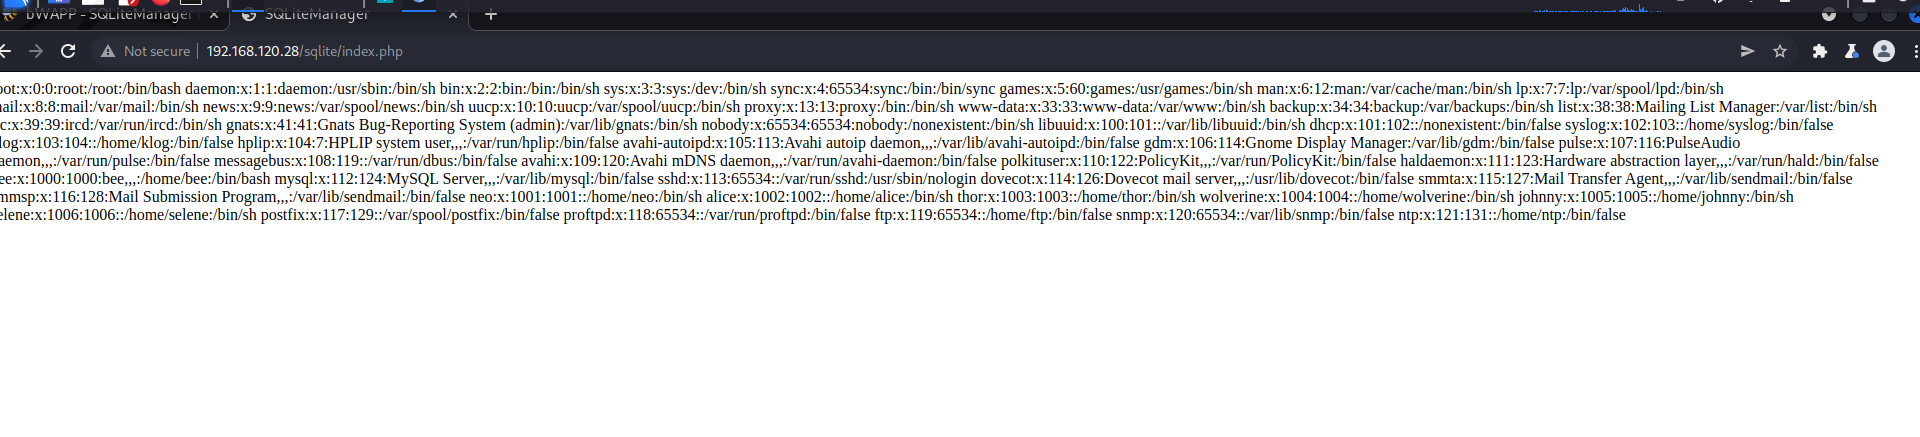 bWAPP - SQLiteManager
SQLiteManager
Not secure 192.168.120.28/sqlite/index.php
oot:x:0:0:root:/root:/bin/bash daemon:x:1:1:daemon:/usr/sbin:/bin/sh bin:x:2:2:bin:/bin:/bin/sh sys:x:3:3:sys:/dev:/bin/sh sync:x:4:65534:sync:/bin:/bin/sync games:x:5:60:games:/usr/games:/bin/sh man:x:6:12:man:/var/cache/man:/bin/sh lp:x:7:7:lp:/var/spool/lpd:/bin/sh
ail:x:8:8:mail:/var/mail:/bin/sh news:x:9:9:news:/var/spool/news:/bin/sh uucp:x:10:10:uucp:/var/spool/uucp:/bin/sh proxy:x:13:13:proxy:/bin:/bin/sh www-data:x:33:33:www-data:/var/www:/bin/sh backup:x:34:34:backup:/var/backups:/bin/sh list:x:38:38:Mailing List Manager:/var/list:/bin/sh
c:x:39:39:ircd:/var/run/ircd:/bin/sh gnats:x:41:41:Gnats Bug-Reporting System (admin):/var/lib/gnats:/bin/sh nobody:x:65534:65534:nobody:/nonexistent:/bin/sh libuuid:x:100:101::/var/lib/libuuid:/bin/sh dhcp:x:101:102::/nonexistent:/bin/false syslog:x:102:103::/home/syslog:/bin/false
log:x:103:104::/home/klog:/bin/false hplip:x:104:7:HPLIP system user,,,:/var/run/hplip:/bin/false avahi-autoipd:x:105:113:Avahi autoip daemon,,,:/var/lib/avahi-autoipd:/bin/false gdm:x:106:114:Gnome Display Manager:/var/lib/gdm:/bin/false pulse:x:107:116:PulseAudio
aemon,,,:/var/run/pulse:/bin/false messagebus:x:108:119::/var/run/dbus:/bin/false avahi:x:109:120:Avahi mDNS daemon,,,:/var/run/avahi-daemon:/bin/false polkituser:x:110:122:PolicyKit,,,:/var/run/PolicyKit:/bin/false haldaemon:x:111:123:Hardware abstraction layer,,,:/var/run/hald:/bin/false
ee:x:1000:1000:bee,,,:/home/bee:/bin/bash mysql:x:112:124:MySQL Server,,,:/var/lib/mysql:/bin/false sshd:x:113:65534::/var/run/sshd:/usr/sbin/nologin dovecot:x:114:126:Dovecot mail server,,,:/usr/lib/dovecot:/bin/false smmta:x:115:127:Mail Transfer Agent,,,:/var/lib/sendmail:/bin/false
mmsp:x:116:128:Mail Submission Program,,,:/var/lib/sendmail:/bin/false neo:x:1001:1001::/home/neo:/bin/sh alice:x:1002:1002::/home/alice:/bin/sh thor:x:1003:1003::/home/thor:/bin/sh wolverine:x:1004:1004::/home/wolverine:/bin/sh johnny:x:1005:1005::/home/johnny:/bin/sh
elene:x:1006:1006::/home/selene:/bin/sh postfix:x:117:129::/var/spool/postfix:/bin/false proftpd:x:118:65534::/var/run/proftpd:/bin/false ftp:x:119:65534::/home/ftp:/bin/false snmp:x:120:65534::/var/lib/snmp:/bin/false ntp:x:121:131::/home/ntp:/bin/false